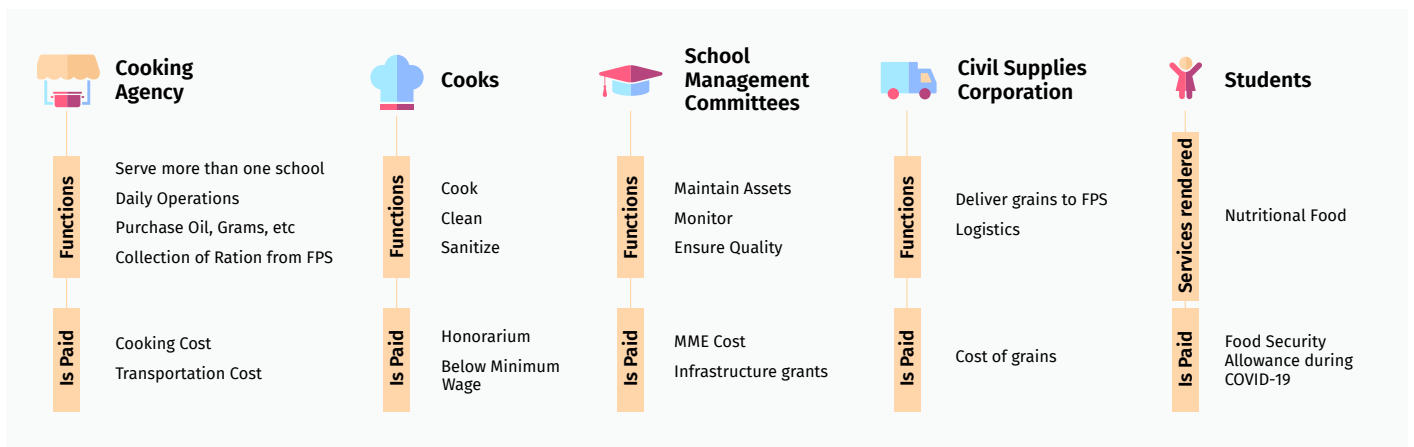 Cooking
Agency
Functions
Serve more than one school
Daily Operations
Purchase Oil, Grams, etc
Collection of Ration from FPS
Is Paid
Cooking Cost
Transportation Cost
Cooks
Functions
Cook
Clean
Sanitize
Is Paid
Honorarium
Below Minimum
Wage
School
Management
Committees
Functions
Maintain Assets
Monitor
Ensure Quality
Is Paid
MME Cost
Infrastructure grants
Civil Supplies
Corporation
Functions
Deliver grains to FPS
Logistics
Is Paid
Cost of grains
Students
Services rendered
Nutritional Food
Is Paid
Food Security
Allowance during
COVID-19